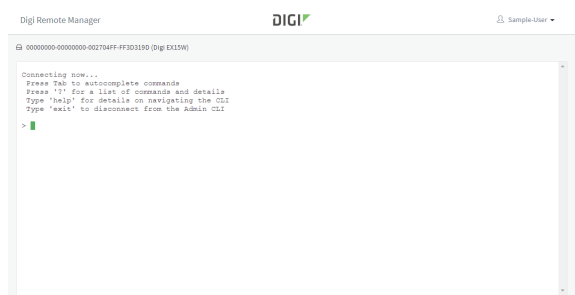 Digi Remote Manager
DIGI
Sample-User
00000000-00000000-002704FF-FF3D319D (Digi EX15W)
Connecting now...
Press Tab to autocomplete commands
Press '?' for a list of commands and details
Type 'help' for details on navigating the CLI
Type 'exit' to disconnect from the Admin CLI
>